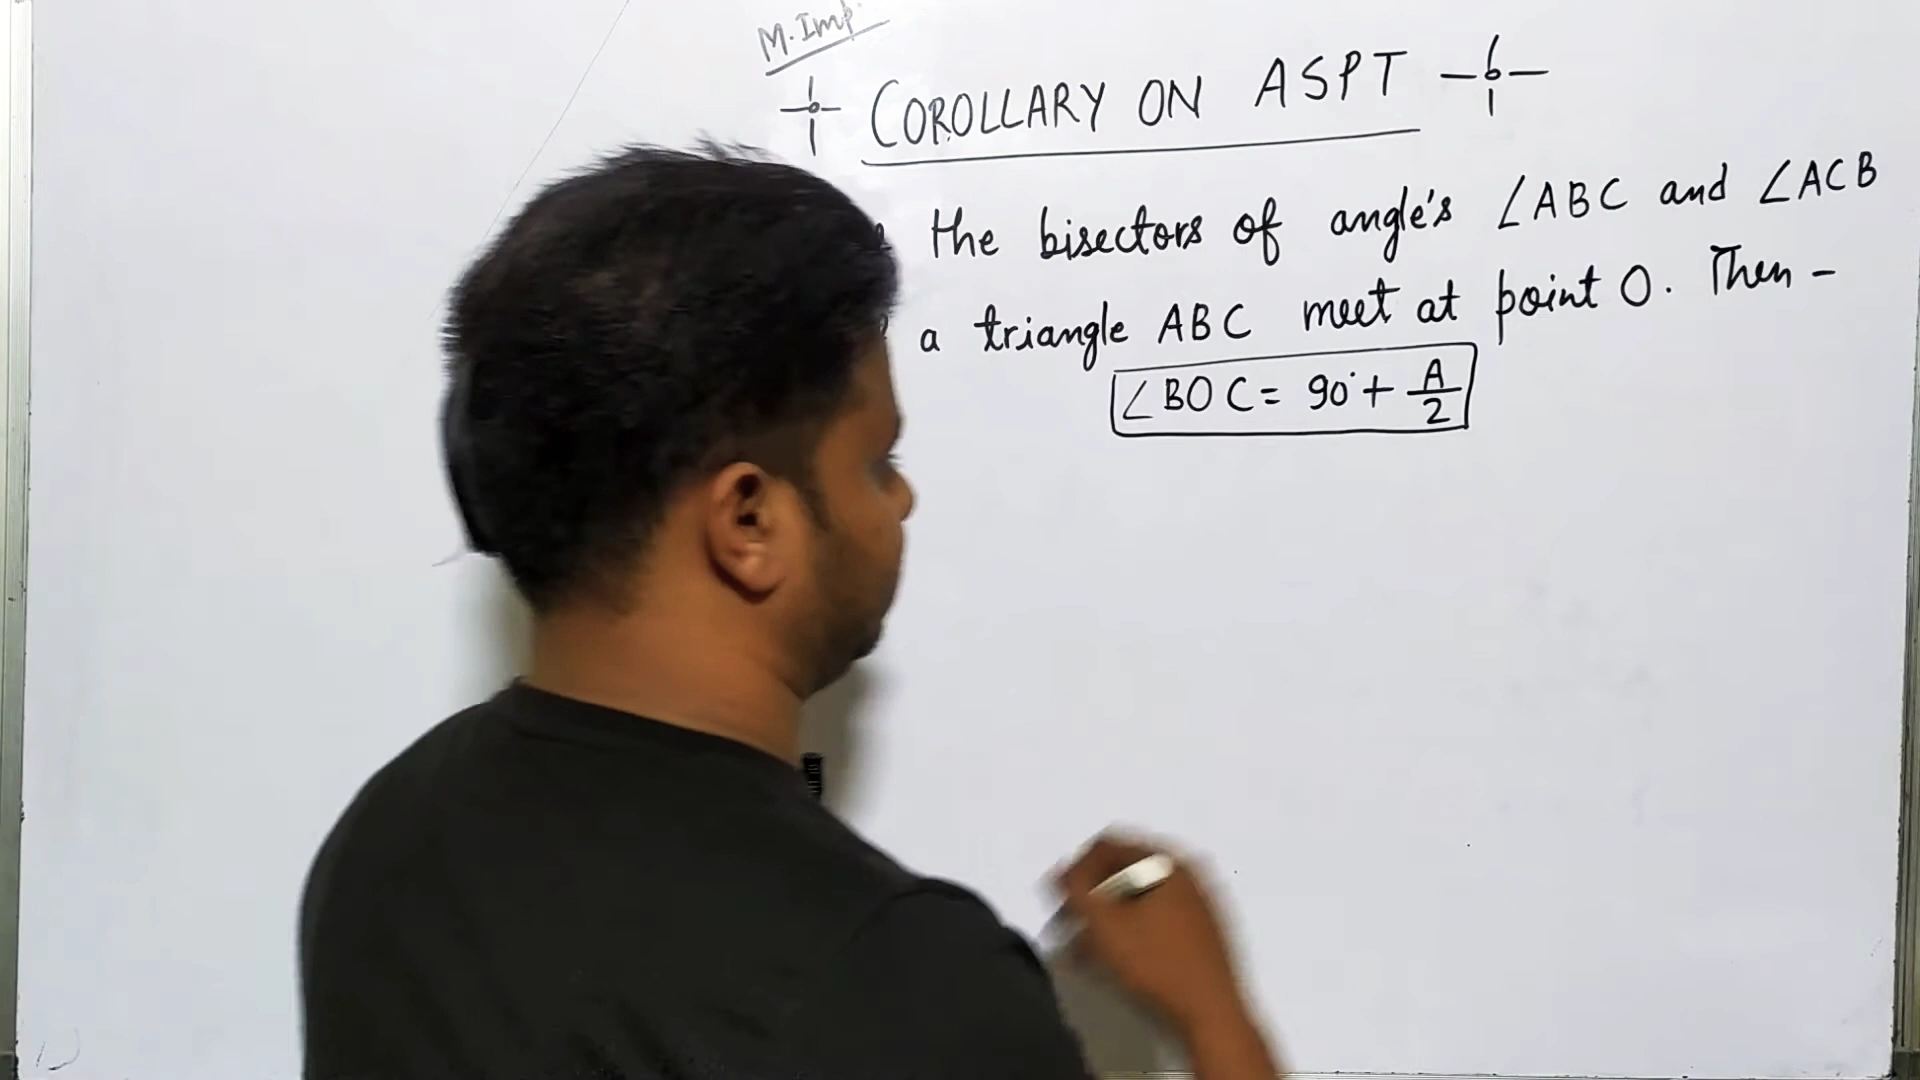 M. Imp.
COROLLARY ON ASPT
the bisectors of angle's ∠ABC and ∠ACB
a triangle ABC meet at point O. Then -
∠BOC = 90° + A/2